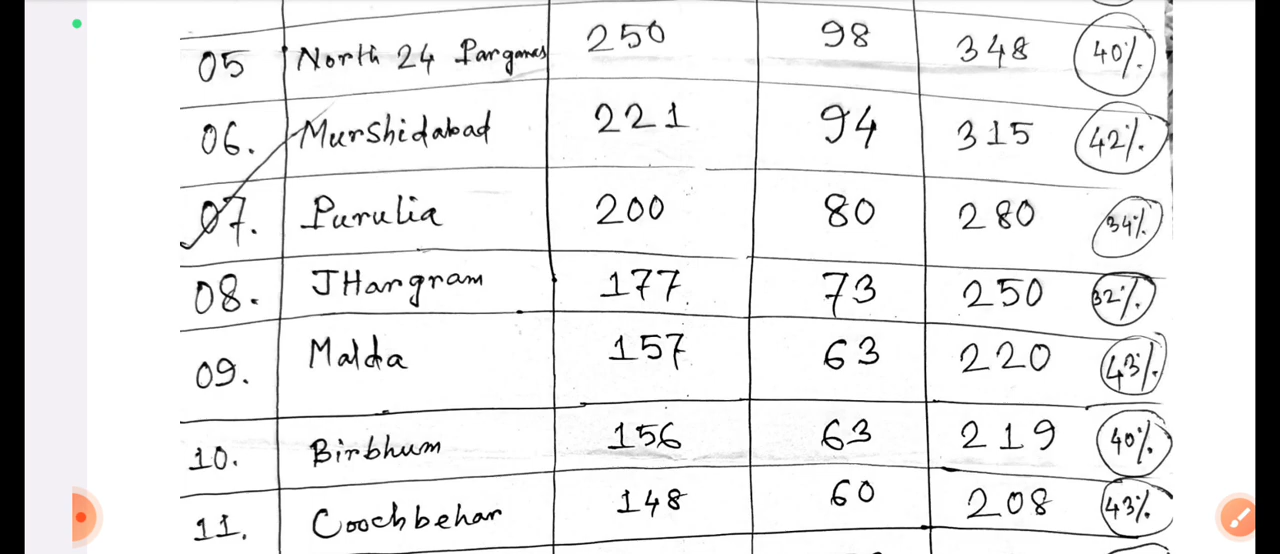 05 North 24 Parganas 250 98 348 40%
06. Murshidabad 221 94 315 42%
07. Purulia 200 80 280 34%
08. JHargram 177 73 250 32%
09. Malda 157 63 220 43%
10. Birbhum 156 63 219 40%
11. Coochbehar 148 60 208 43%